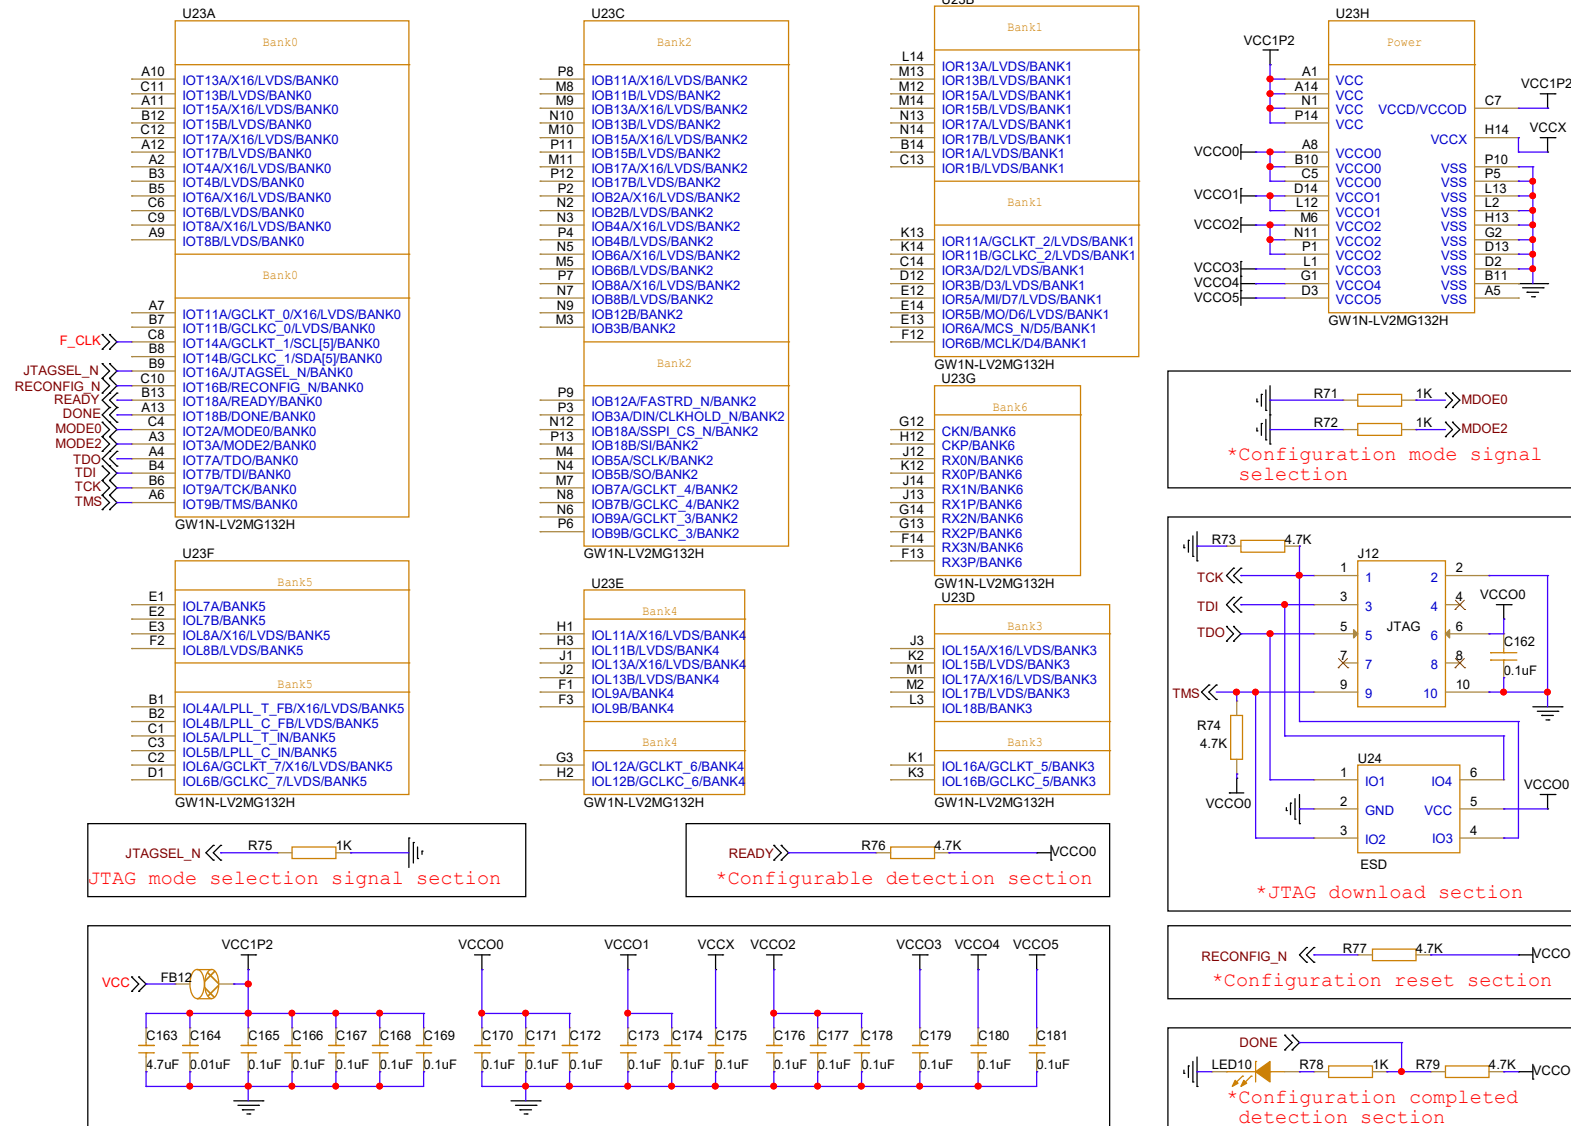 U23A
Bank0
A10 IOT13A/X16/LVDS/BANK0
C11 IOT13B/LVDS/BANK0
A11 IOT15A/X16/LVDS/BANK0
B12 IOT15B/LVDS/BANK0
C12 IOT17A/X16/LVDS/BANK0
A12 IOT17B/LVDS/BANK0
A2 IOT4A/X16/LVDS/BANK0
B3 IOT4B/LVDS/BANK0
B5 IOT6A/X16/LVDS/BANK0
C6 IOT6B/LVDS/BANK0
C9 IOT8A/X16/LVDS/BANK0
A9 IOT8B/LVDS/BANK0
Bank0
A7 IOT11A/GCLKT_0/X16/LVDS/BANK0
B7 IOT11B/GCLKC_0/LVDS/BANK0
F_CLK C8 IOT14A/GCLKT_1/SCL[5]/BANK0
B8 IOT14B/GCLKC_1/SDA[5]/BANK0
JTAGSEL_N B9 IOT16A/JTAGSEL_N/BANK0
RECONFIG_N C10 IOT16B/RECONFIG_N/BANK0
READY B13 IOT18A/READY/BANK0
DONE A13 IOT18B/DONE/BANK0
MODE0 C4 IOT2A/MODE0/BANK0
MODE2 A3 IOT3A/MODE2/BANK0
TDO A4 IOT7A/TDO/BANK0
TDI B4 IOT7B/TDI/BANK0
TCK B6 IOT9A/TCK/BANK0
TMS A6 IOT9B/TMS/BANK0
GW1N-LV2MG132H
U23C
Bank2
P8 IOB11A/X16/LVDS/BANK2
M8 IOB11B/LVDS/BANK2
M9 IOB13A/X16/LVDS/BANK2
N10 IOB13B/LVDS/BANK2
M10 IOB15A/X16/LVDS/BANK2
P11 IOB15B/LVDS/BANK2
M11 IOB17A/X16/LVDS/BANK2
P12 IOB17B/LVDS/BANK2
P2 IOB2A/X16/LVDS/BANK2
N2 IOB2B/LVDS/BANK2
N3 IOB4A/X16/LVDS/BANK2
P4 IOB4B/LVDS/BANK2
N5 IOB6A/X16/LVDS/BANK2
M5 IOB6B/LVDS/BANK2
P7 IOB8A/X16/LVDS/BANK2
N7 IOB8B/LVDS/BANK2
N9 IOB12B/BANK2
M3 IOB3B/BANK2
Bank2
P9 IOB12A/FASTRD_N/BANK2
P3 IOB3A/DIN/CLKHOLD_N/BANK2
N12 IOB18A/SSPI_CS_N/BANK2
P13 IOB18B/SI/BANK2
M4 IOB5A/SCLK/BANK2
N4 IOB5B/SO/BANK2
M7 IOB7A/GCLKT_4/BANK2
N8 IOB7B/GCLKC_4/BANK2
N6 IOB9A/GCLKT_3/BANK2
P6 IOB9B/GCLKC_3/BANK2
GW1N-LV2MG132H
U23B
Bank1
L14 IOR13A/LVDS/BANK1
M13 IOR13B/LVDS/BANK1
M12 IOR15A/LVDS/BANK1
M14 IOR15B/LVDS/BANK1
N13 IOR17A/LVDS/BANK1
N14 IOR17B/LVDS/BANK1
B14 IOR1A/LVDS/BANK1
C13 IOR1B/LVDS/BANK1
Bank1
K13 IOR11A/GCLKT_2/LVDS/BANK1
K14 IOR11B/GCLKC_2/LVDS/BANK1
C14 IOR3A/D2/LVDS/BANK1
D12 IOR3B/D3/LVDS/BANK1
E12 IOR5A/MI/D7/LVDS/BANK1
E14 IOR5B/MO/D6/LVDS/BANK1
E13 IOR6A/MCS_N/D5/BANK1
F12 IOR6B/MCLK/D4/BANK1
GW1N-LV2MG132H
U23G
Bank6
G12 CKN/BANK6
H12 CKP/BANK6
J12 RX0N/BANK6
K12 RX0P/BANK6
J14 RX1N/BANK6
J13 RX1P/BANK6
G14 RX2N/BANK6
G13 RX2P/BANK6
F14 RX3N/BANK6
F13 RX3P/BANK6
GW1N-LV2MG132H
U23H
Power
VCC1P2
A1 VCC
A14 VCC
N1 VCC
P14 VCC
VCCD/VCCOD C7 VCC1P2
VCCX H14 VCCX
VCCO0 A8 VCCO0
B10 VCCO0
C5 VCCO0
VCCO1 D14 VCCO1
L12 VCCO1
VCCO2 M6 VCCO2
N11 VCCO2
P1 VCCO2
VCCO3 L1 VCCO3
VCCO4 G1 VCCO4
VCCO5 D3 VCCO5
VSS P10
VSS P5
VSS L13
VSS L2
VSS H13
VSS G2
VSS D13
VSS D2
VSS B11
VSS A5
GW1N-LV2MG132H
R71 1K MDOE0
R72 1K MDOE2
*Configuration mode signal
selection
U23F
Bank5
E1 IOL7A/BANK5
E2 IOL7B/BANK5
E3 IOL8A/X16/LVDS/BANK5
F2 IOL8B/LVDS/BANK5
Bank5
B1 IOL4A/LPLL_T_FB/X16/LVDS/BANK5
B2 IOL4B/LPLL_C_FB/LVDS/BANK5
C1 IOL5A/LPLL_T_IN/BANK5
C3 IOL5B/LPLL_C_IN/BANK5
C2 IOL6A/GCLKT_7/X16/LVDS/BANK5
D1 IOL6B/GCLKC_7/LVDS/BANK5
GW1N-LV2MG132H
U23E
Bank4
H1 IOL11A/X16/LVDS/BANK4
H3 IOL11B/LVDS/BANK4
J1 IOL13A/X16/LVDS/BANK4
J2 IOL13B/LVDS/BANK4
F1 IOL9A/BANK4
F3 IOL9B/BANK4
Bank4
G3 IOL12A/GCLKT_6/BANK4
H2 IOL12B/GCLKC_6/BANK4
GW1N-LV2MG132H
U23D
Bank3
J3 IOL15A/X16/LVDS/BANK3
K2 IOL15B/LVDS/BANK3
M1 IOL17A/X16/LVDS/BANK3
M2 IOL17B/LVDS/BANK3
L3 IOL18B/BANK3
Bank3
K1 IOL16A/GCLKT_5/BANK3
K3 IOL16B/GCLKC_5/BANK3
GW1N-LV2MG132H
R73 4.7K
J12
TCK 1 1 2 2
TDI 3 3 4 4
VCCO0
TDO 5 5 JTAG 6 6
C162
0.1uF
7 7 8 8
TMS 9 9 10 10
R74
4.7K
VCCO0
U24
1 IO1 IO4 6
2 GND VCC 5 VCCO0
3 IO2 IO3 4
ESD
*JTAG download section
JTAGSEL_N R75 1K
JTAG mode selection signal section
READY R76 4.7K VCCO0
*Configurable detection section
VCC FB12 VCC1P2 VCCO0 VCCO1 VCCX VCCO2 VCCO3 VCCO4 VCCO5
C163 C164 C165 C166 C167 C168 C169 C170 C171 C172 C173 C174 C175 C176 C177 C178 C179 C180 C181
4.7uF 0.01uF 0.1uF 0.1uF 0.1uF 0.1uF 0.1uF 0.1uF 0.1uF 0.1uF 0.1uF 0.1uF 0.1uF 0.1uF 0.1uF 0.1uF 0.1uF 0.1uF 0.1uF
RECONFIG_N R77 4.7K VCCO
*Configuration reset section
DONE
LED10 R78 1K R79 4.7K VCCO
*Configuration completed
detection section